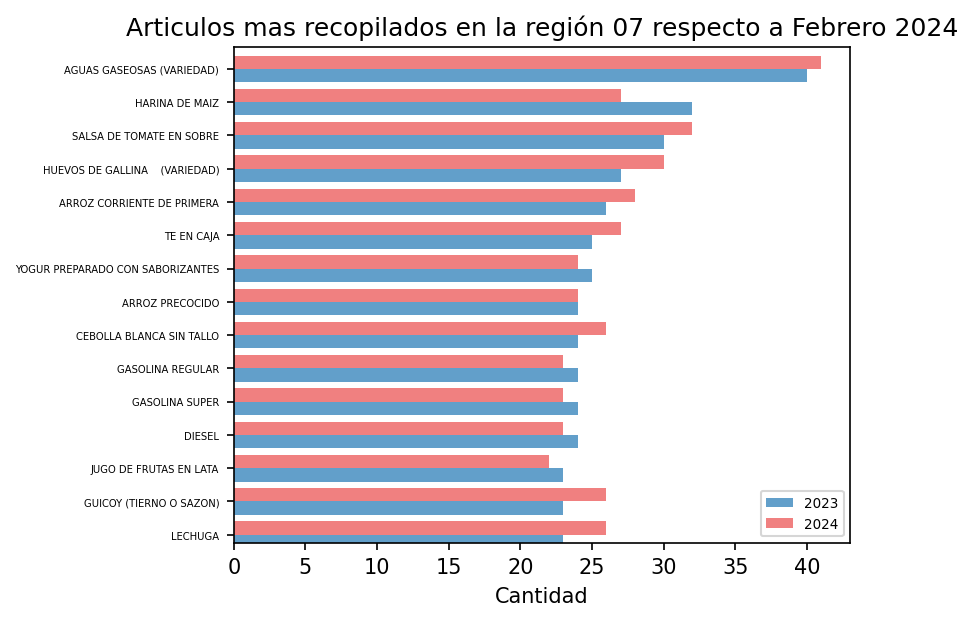 Articulos mas recopilados en la región 07 respecto a Febrero 2024
AGUAS GASEOSAS (VARIEDAD)
HARINA DE MAIZ
SALSA DE TOMATE EN SOBRE
HUEVOS DE GALLINA    (VARIEDAD)
ARROZ CORRIENTE DE PRIMERA
TE EN CAJA
YOGUR PREPARADO CON SABORIZANTES
ARROZ PRECOCIDO
CEBOLLA BLANCA SIN TALLO
GASOLINA REGULAR
GASOLINA SUPER
DIESEL
JUGO DE FRUTAS EN LATA
GUICOY (TIERNO O SAZON)
LECHUGA
2023
2024
0 5 10 15 20 25 30 35 40
Cantidad